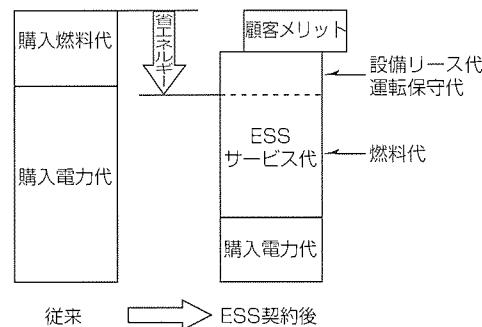 購入燃料代
購入電力代
従来
省エネルギー
顧客メリット
設備リース代
運転保守代
ESS
サービス代
燃料代
購入電力代
ESS契約後